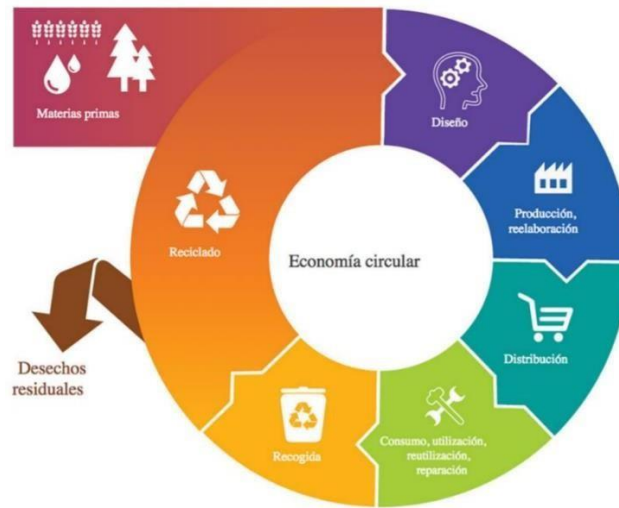 Materias primas
Diseño
Producción,
reelaboración
Distribución
Consumo, utilización,
reutilización,
reparación
Recogida
Reciclado
Desechos
residuales
Economía circular